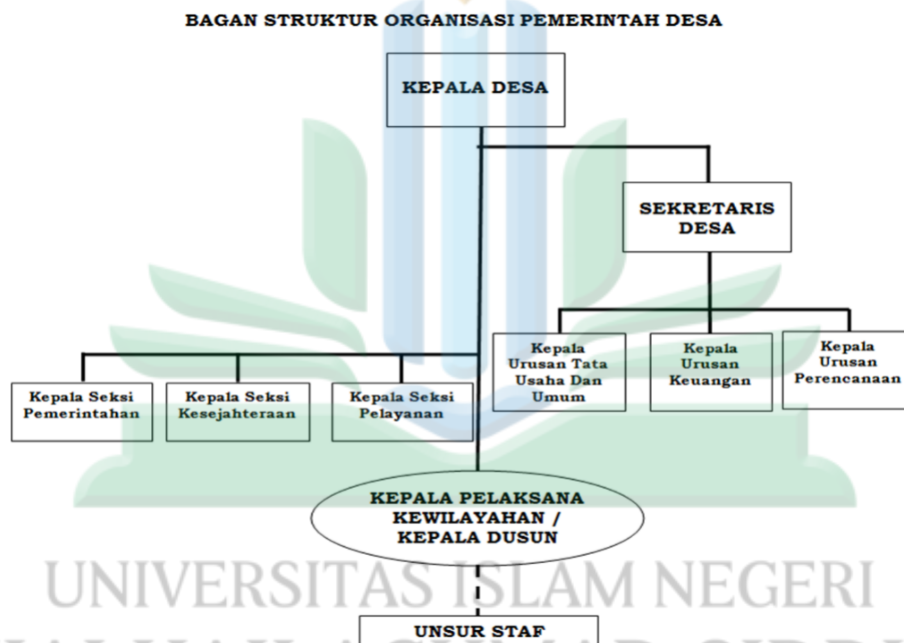 BAGAN STRUKTUR ORGANISASI PEMERINTAH DESA
KEPALA DESA
SEKRETARIS
DESA
Kepala
Urusan Tata
Usaha Dan
Umum
Kepala
Urusan
Keuangan
Kepala
Urusan
Perencanaan
Kepala Seksi
Pemerintahan
Kepala Seksi
Kesejahteraan
Kepala Seksi
Pelayanan
KEPALA PELAKSANA
KEWILAYAHAN /
KEPALA DUSUN
UNIVERSITAS ISLAM NEGERI
UNSUR STAF